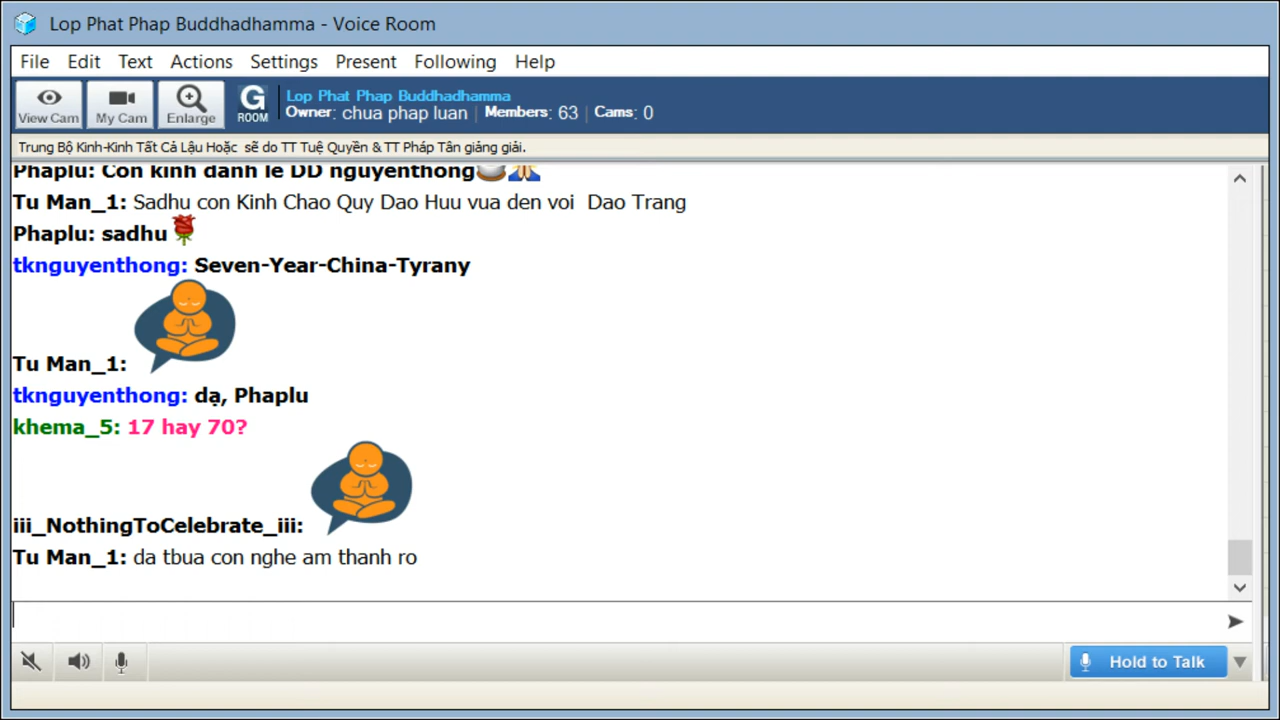 Lop Phat Phap Buddhadhamma - Voice Room
File Edit Text Actions Settings Present Following Help
View Cam My Cam Enlarge G ROOM
Lop Phat Phap Buddhadhamma
Owner: chua phap luan | Members: 63 | Cams: 0
Trung Bộ Kinh-Kinh Tất Cả Lậu Hoặc sẽ do TT Tuệ Quyền & TT Pháp Tân giảng giải.
Phaplu: Con kinh danh le DD nguyenthong
Tu Man_1: Sadhu con Kinh Chao Quy Dao Huu vua den voi Dao Trang
Phaplu: sadhu
tknguyenthong: Seven-Year-China-Tyrany
Tu Man_1:
tknguyenthong: dạ, Phaplu
khema_5: 17 hay 70?
iii_NothingToCelebrate_iii:
Tu Man_1: da tbua con nghe am thanh ro
Hold to Talk